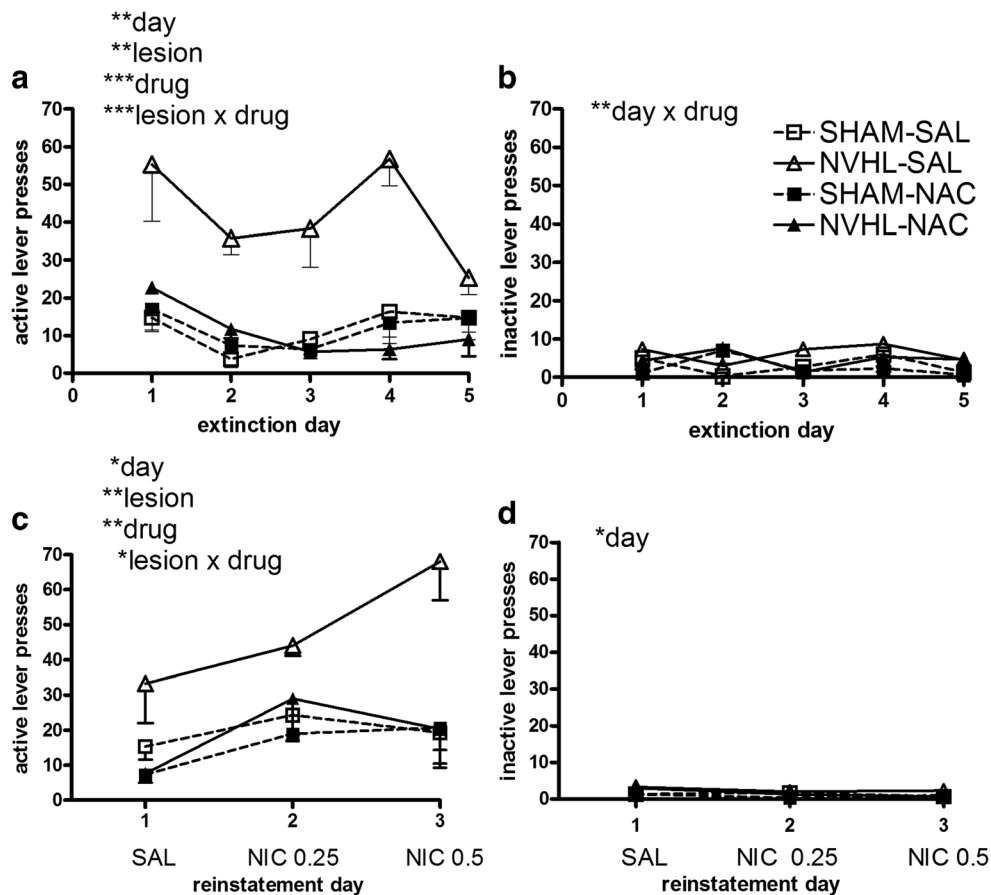 **day
**lesion
***drug
***lesion x drug
a
70
60
50
40
30
20
10
0
active lever presses
0 1 2 3 4 5
extinction day
b
**day x drug
SHAM-SAL
NVHL-SAL
SHAM-NAC
NVHL-NAC
70
60
50
40
30
20
10
0
inactive lever presses
0 1 2 3 4 5
extinction day
*day
**lesion
**drug
*lesion x drug
c
70
60
50
40
30
20
10
0
active lever presses
1 2 3
SAL NIC 0.25 NIC 0.5
reinstatement day
d
*day
70
60
50
40
30
20
10
0
inactive lever presses
1 2 3
SAL NIC 0.25 NIC 0.5
reinstatement day